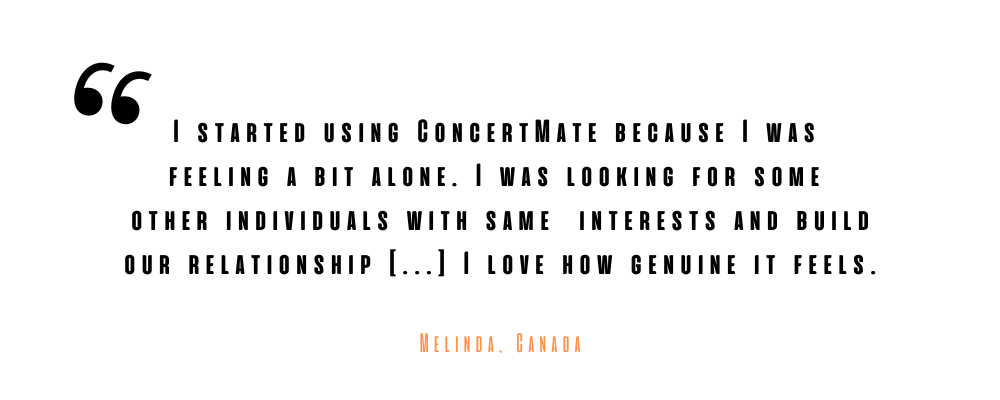 “
I started using ConcertMate because I was
feeling a bit alone. I was looking for some
other individuals with same interests and build
our relationship [...] I love how genuine it feels.
Melinda, Canada